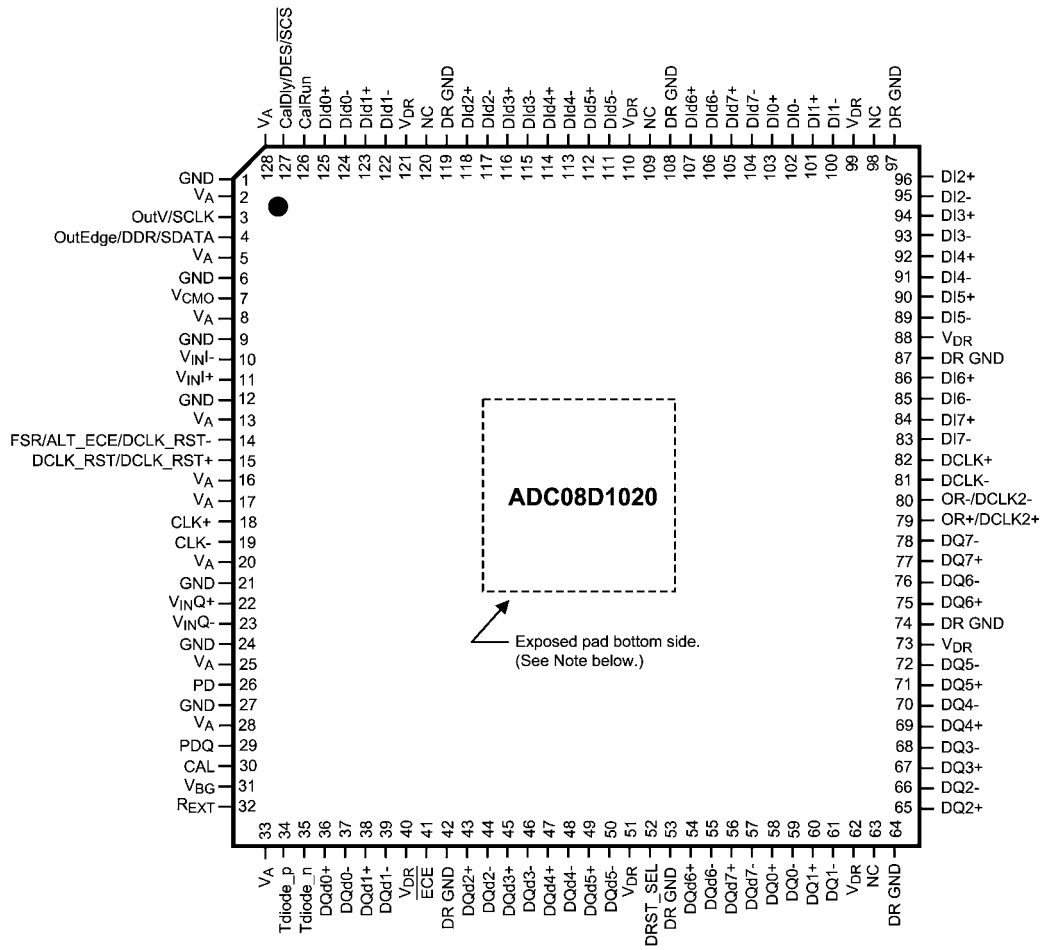 VA
CalDly/DES/SCS
CalRun
DId0+
DId0-
DId1+
DId1-
VDR
NC
DR GND
DId2+
DId2-
DId3+
DId3-
DId4+
DId4-
DId5+
DId5-
VDR
NC
DR GND
DId6+
DId6-
DId7+
DId7-
DI0+
DI0-
DI1+
DI1-
VDR
NC
DR GND
128
127
126
125
124
123
122
121
120
119
118
117
116
115
114
113
112
111
110
109
108
107
106
105
104
103
102
101
100
99
98
97
GND 1
VA 2
OutV/SCLK 3
OutEdge/DDR/SDATA 4
VA 5
GND 6
VCMO 7
VA 8
GND 9
VINI- 10
VINI+ 11
GND 12
VA 13
FSR/ALT_ECE/DCLK_RST- 14
DCLK_RST/DCLK_RST+ 15
VA 16
VA 17
CLK+ 18
CLK- 19
VA 20
GND 21
VINQ+ 22
VINQ- 23
GND 24
VA 25
PD 26
GND 27
VA 28
PDQ 29
CAL 30
VBG 31
REXT 32
ADC08D1020
Exposed pad bottom side.
(See Note below.)
96 DI2+
95 DI2-
94 DI3+
93 DI3-
92 DI4+
91 DI4-
90 DI5+
89 DI5-
88 VDR
87 DR GND
86 DI6+
85 DI6-
84 DI7+
83 DI7-
82 DCLK+
81 DCLK-
80 OR-/DCLK2-
79 OR+/DCLK2+
78 DQ7-
77 DQ7+
76 DQ6-
75 DQ6+
74 DR GND
73 VDR
72 DQ5-
71 DQ5+
70 DQ4-
69 DQ4+
68 DQ3-
67 DQ3+
66 DQ2-
65 DQ2+
33
34
35
36
37
38
39
40
41
42
43
44
45
46
47
48
49
50
51
52
53
54
55
56
57
58
59
60
61
62
63
64
VA
Tdiode_p
Tdiode_n
DQd0+
DQd0-
DQd1+
DQd1-
VDR
ECE
DR GND
DQd2+
DQd2-
DQd3+
DQd3-
DQd4+
DQd4-
DQd5+
DQd5-
VDR
DRST_SEL
DR GND
DQd6+
DQd6-
DQd7+
DQd7-
DQ0+
DQ0-
DQ1+
DQ1-
VDR
NC
DR GND